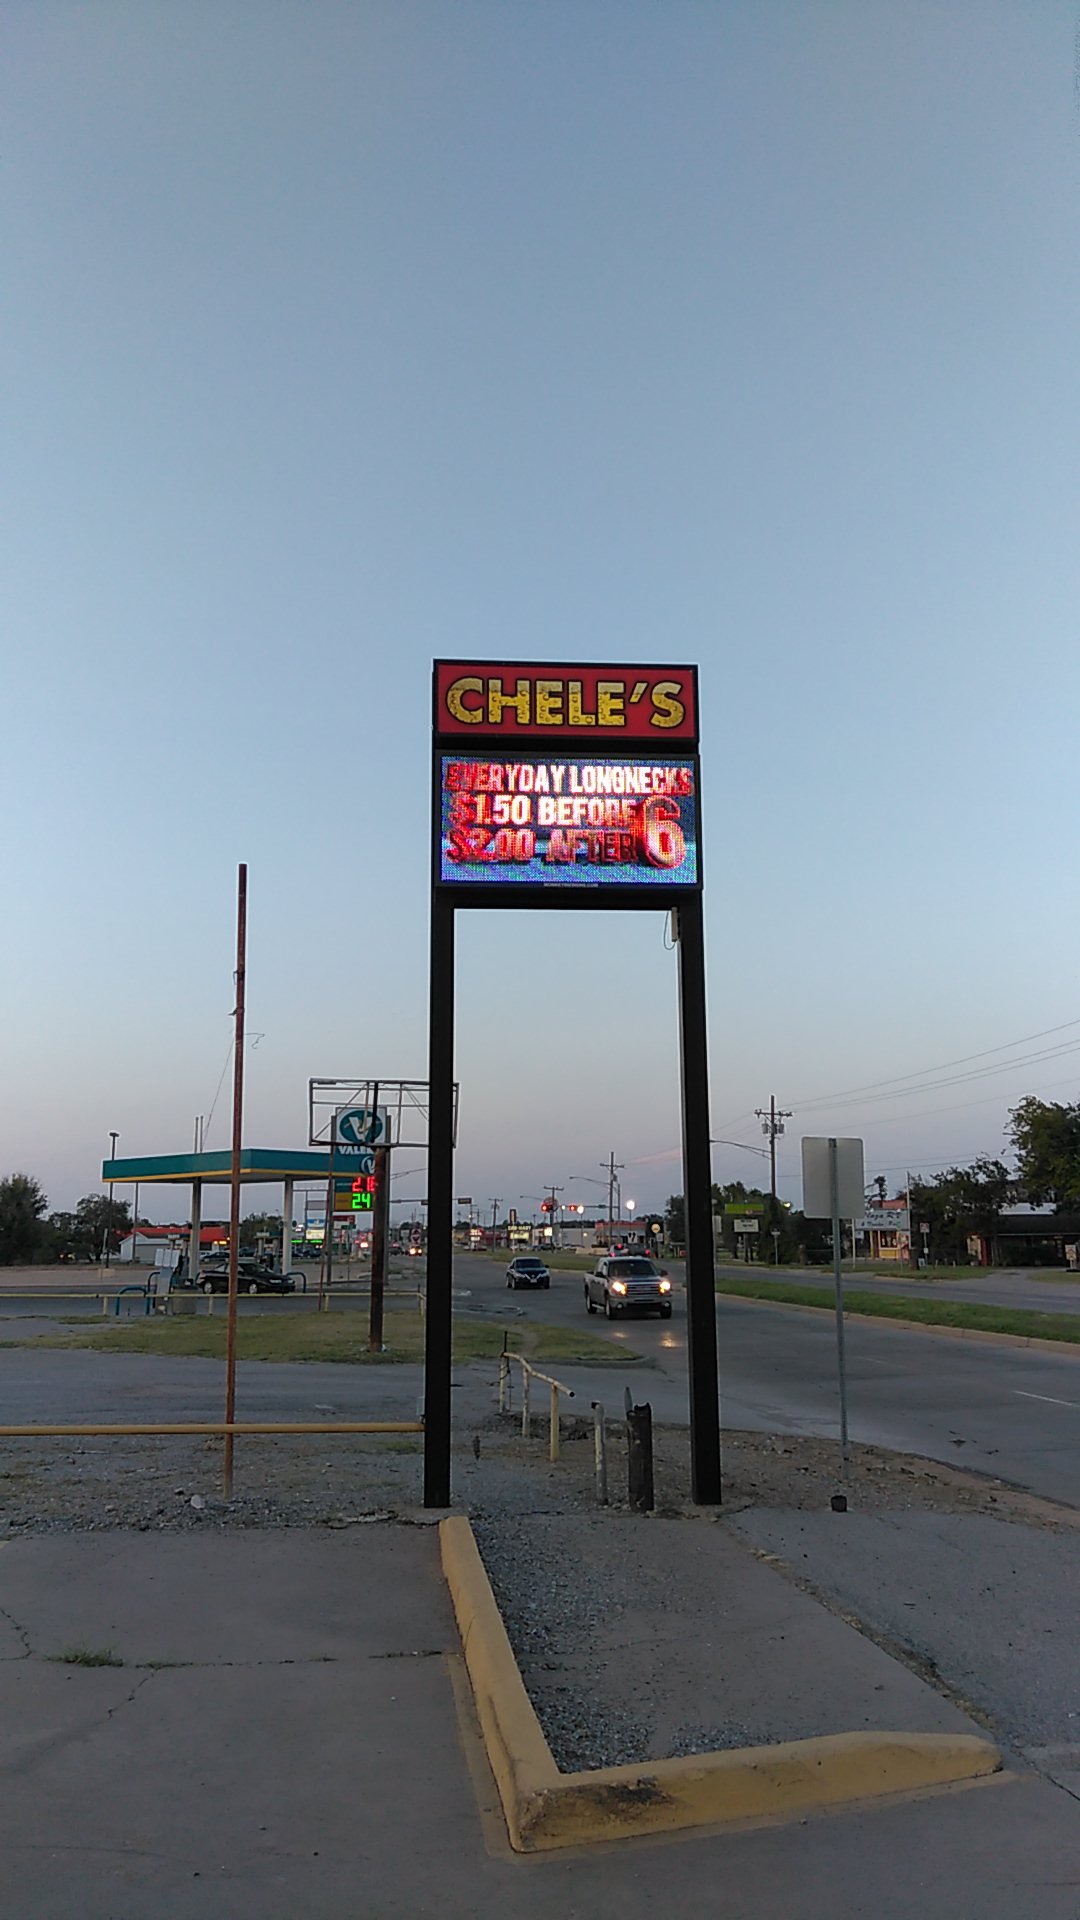 CHELE'S
EVERYDAY LONGNECKS
$1.50 BEFORE 6
$2.00 AFTER